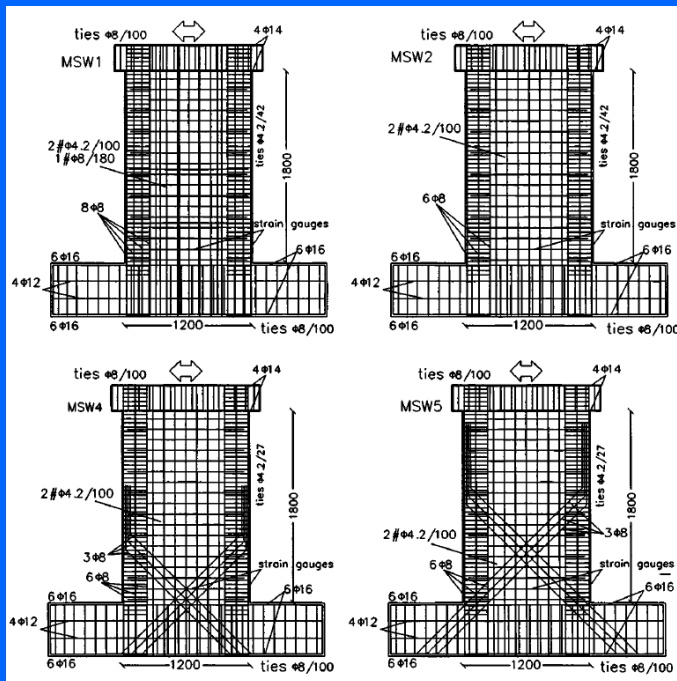 ties Φ8/100
4Φ14
MSW1
ties Φ4.2/42
2#Φ4.2/100
1#Φ8/180
1800
8Φ8
strain gauges
6Φ16
6Φ16
4Φ12
6Φ16
1200
ties Φ8/100
ties Φ8/100
4Φ14
MSW2
ties Φ4.2/42
2#Φ4.2/100
1800
6Φ8
strain gauges
6Φ16
6Φ16
4Φ12
6Φ16
1200
ties Φ8/100
ties Φ8/100
4Φ14
MSW4
ties Φ4.2/27
2#Φ4.2/100
1800
3Φ8
6Φ8
strain gauges
6Φ16
6Φ16
4Φ12
6Φ16
1200
ties Φ8/100
ties Φ8/100
4Φ14
MSW5
ties Φ4.2/27
1800
3Φ8
2#Φ4.2/100
6Φ8
strain gauges
6Φ16
6Φ16
4Φ12
6Φ16
1200
ties Φ8/100